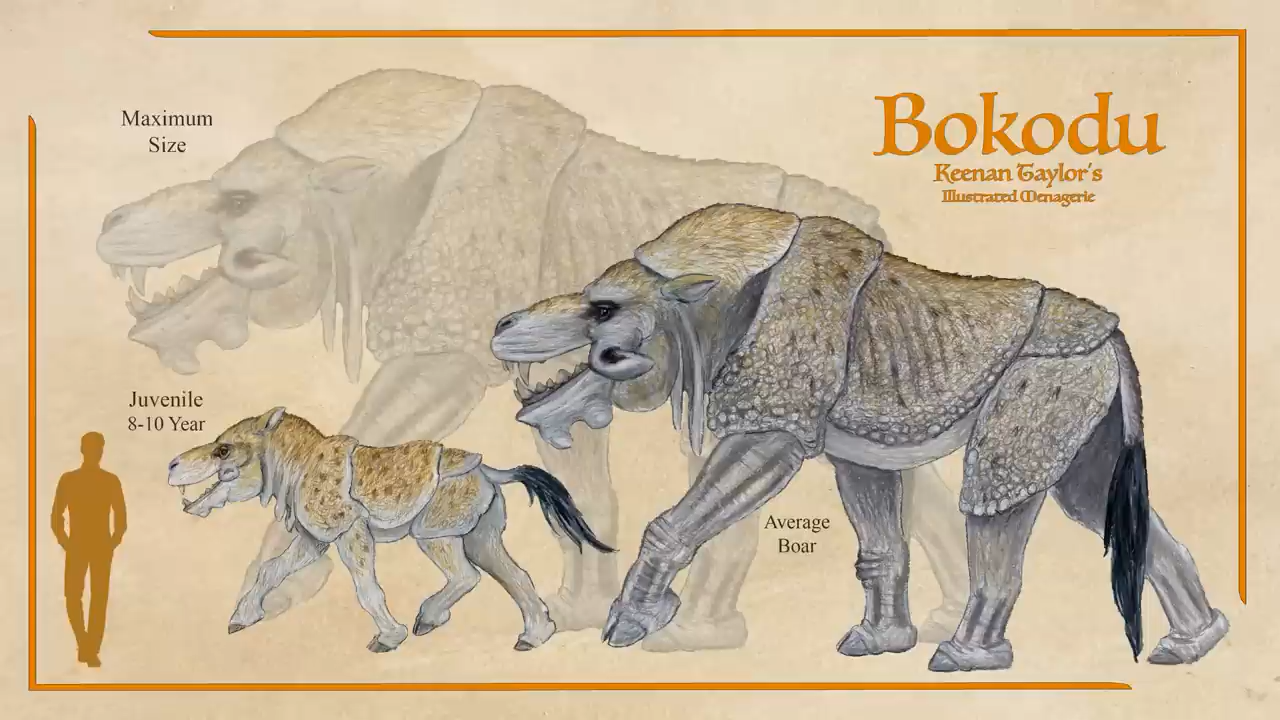 Maximum
Size
Bokodu
Keenan Taylor's
Illustrated Menagerie
Juvenile
8-10 Year
Average
Boar